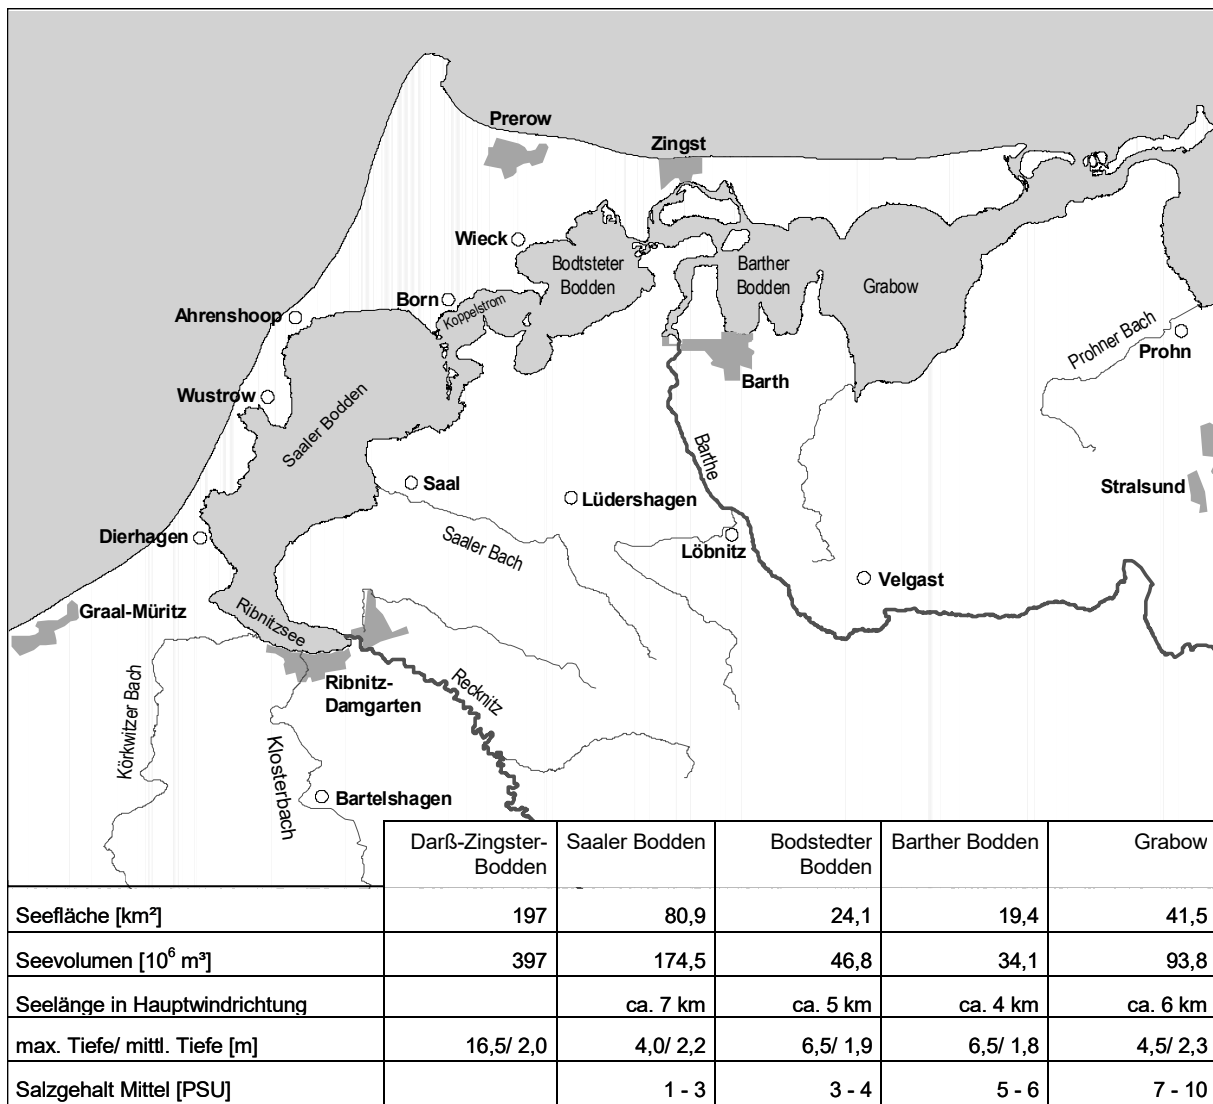 Prerow
Zingst
Wieck
Bodtsteter
Bodden
Barther
Bodden
Grabow
Born
Koppelstrom
Ahrenshoop
Prohner Bach
Prohn
Barth
Wustrow
Saaler Bodden
Barthe
Saal
Lüdershagen
Stralsund
Dierhagen
Saaler Bach
Löbnitz
Velgast
Graal-Müritz
Ribnitzsee
Ribnitz-
Damgarten
Recknitz
Körkwitzer Bach
Klosterbach
Bartelshagen
Darß-Zingster-
Bodden
Saaler Bodden
Bodstedter
Bodden
Barther Bodden
Grabow
Seefläche [km²] 197 80,9 24,1 19,4 41,5
Seevolumen [10⁶ m³] 397 174,5 46,8 34,1 93,8
Seelänge in Hauptwindrichtung ca. 7 km ca. 5 km ca. 4 km ca. 6 km
max. Tiefe/ mittl. Tiefe [m] 16,5/ 2,0 4,0/ 2,2 6,5/ 1,9 6,5/ 1,8 4,5/ 2,3
Salzgehalt Mittel [PSU] 1 - 3 3 - 4 5 - 6 7 - 10